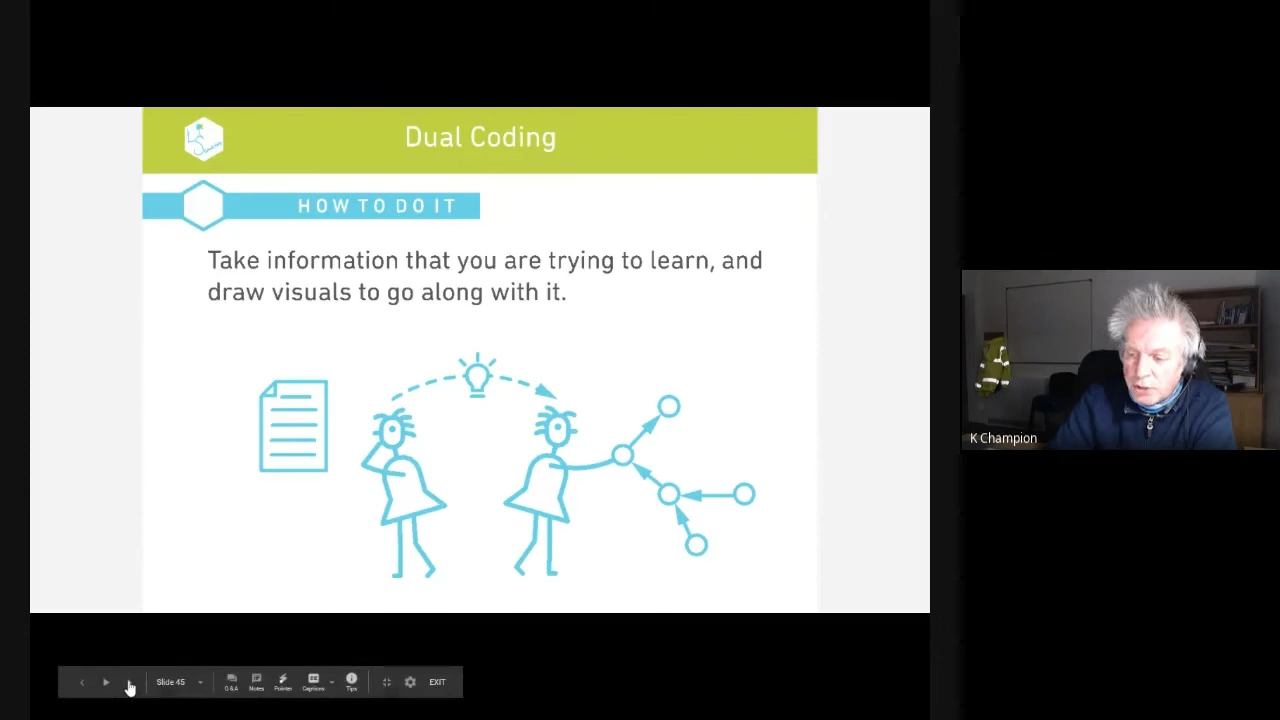 Dual Coding
HOW TO DO IT
Take information that you are trying to learn, and
draw visuals to go along with it.
K Champion
Slide 45
Q&A
Notes
Pointer
Captions
Tips
EXIT